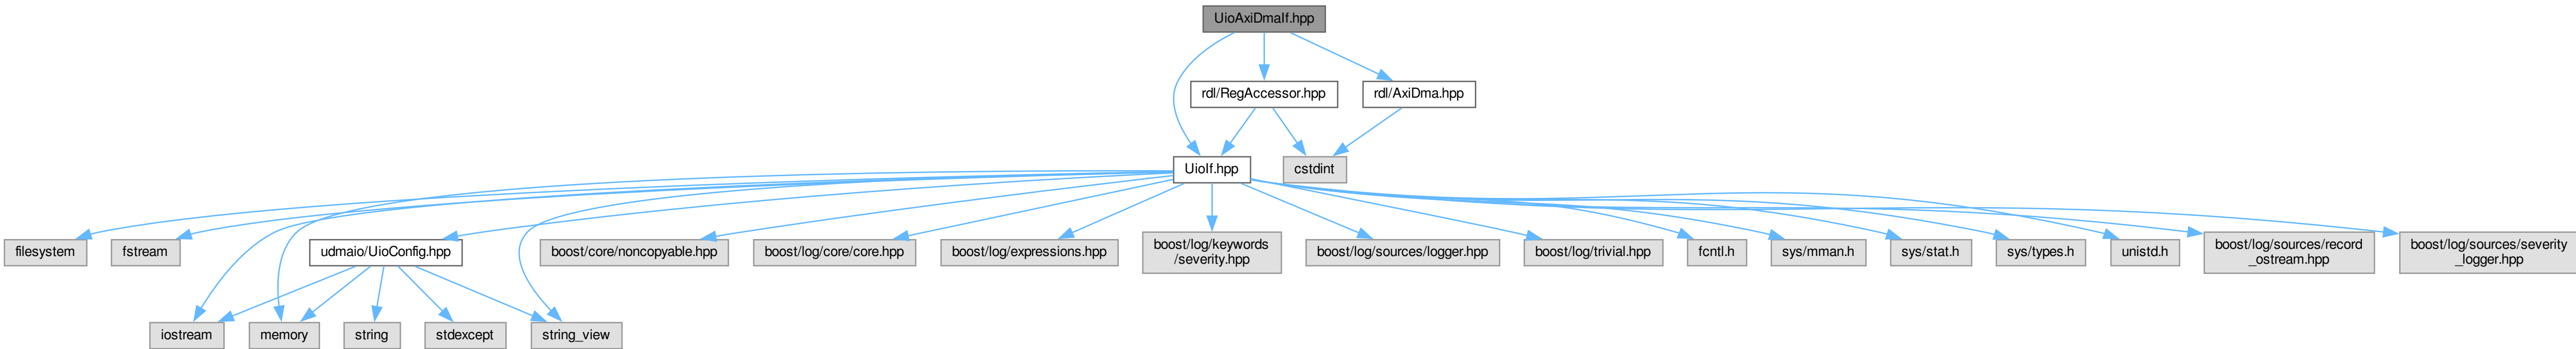 UioAxiDmaIf.hpp
rdl/RegAccessor.hpp
rdl/AxiDma.hpp
UioIf.hpp
cstdint
filesystem
fstream
udmaio/UioConfig.hpp
boost/core/noncopyable.hpp
boost/log/core/core.hpp
boost/log/expressions.hpp
boost/log/keywords
/severity.hpp
boost/log/sources/logger.hpp
boost/log/trivial.hpp
fcntl.h
sys/mman.h
sys/stat.h
sys/types.h
unistd.h
boost/log/sources/record
_ostream.hpp
boost/log/sources/severity
_logger.hpp
iostream
memory
string
stdexcept
string_view